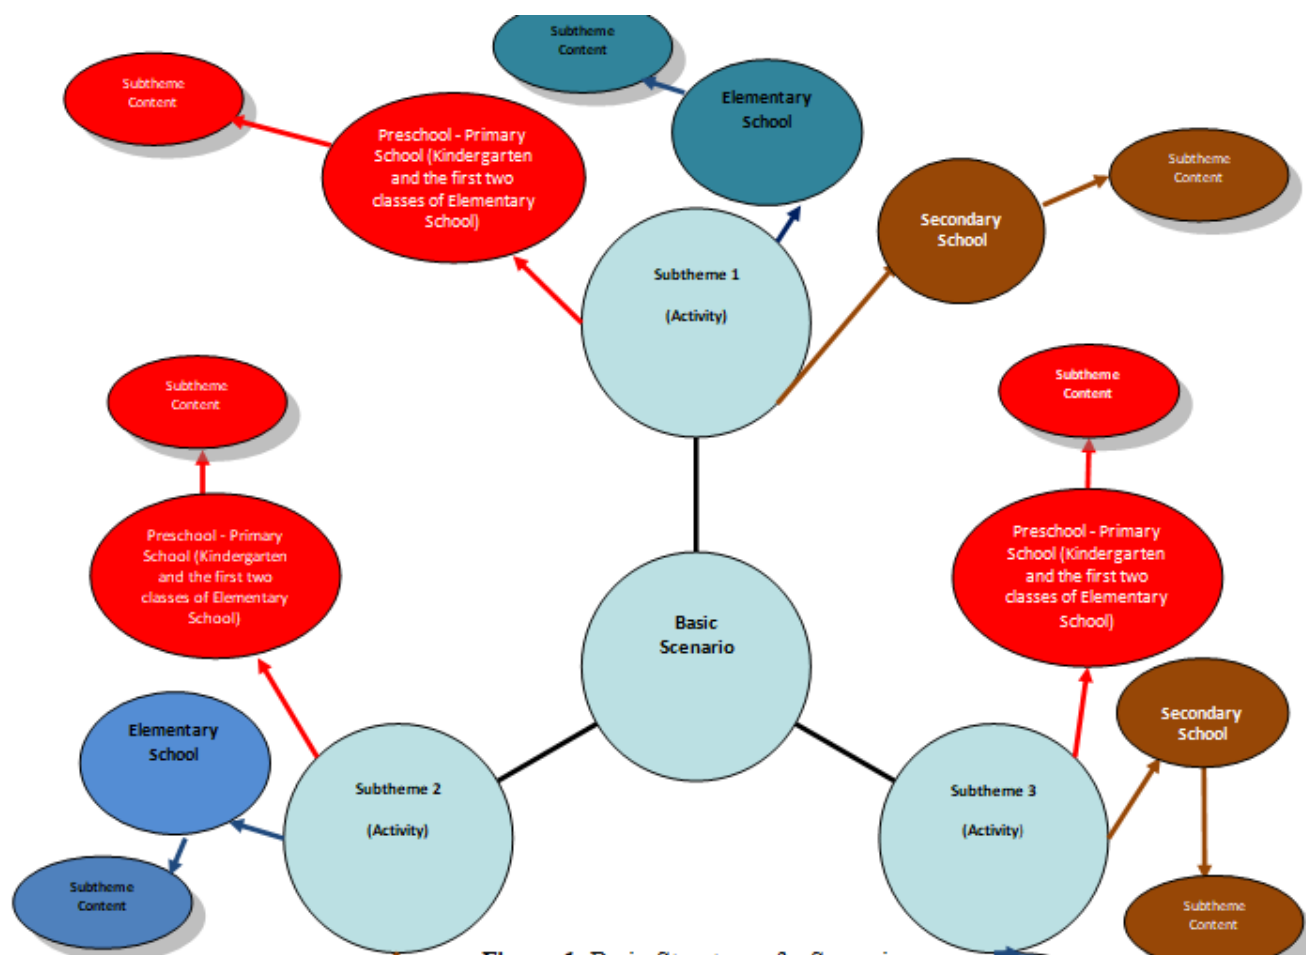 Subtheme
Content
Subtheme
Content
Elementary
School
Preschool - Primary
School (Kindergarten
and the first two
classes of Elementary
School)
Subtheme
Content
Secondary
School
Subtheme 1
(Activity)
Subtheme
Content
Subtheme
Content
Preschool - Primary
School (Kindergarten
and the first two
classes of Elementary
School)
Preschool - Primary
School (Kindergarten
and the first two
classes of Elementary
School)
Basic
Scenario
Elementary
School
Secondary
School
Subtheme 2
(Activity)
Subtheme 3
(Activity)
Subtheme
Content
Subtheme
Content